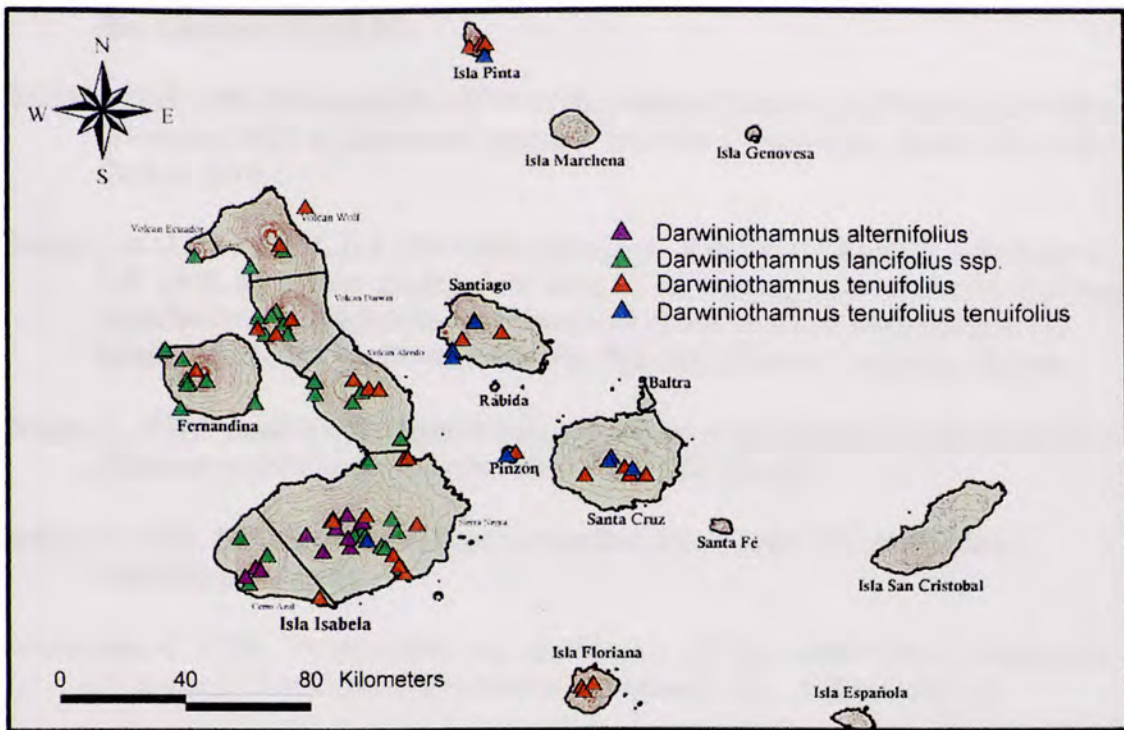 N
W E
S
Isla Pinta
Isla Marchena
Isla Genovesa
Volcan Ecuador
Volcan Wolf
Darwiniothamnus alternifolius
Darwiniothamnus lancifolius ssp.
Darwiniothamnus tenuifolius
Darwiniothamnus tenuifolius tenuifolius
Volcan Darwin
Santiago
Volcan Alcedo
Rábida
Baltra
Fernandina
Pinzón
Santa Cruz
Sierra Negra
Santa Fé
Isla San Cristobal
Cerro Azul
Isla Isabela
Isla Floriana
Isla Española
0 40 80 Kilometers